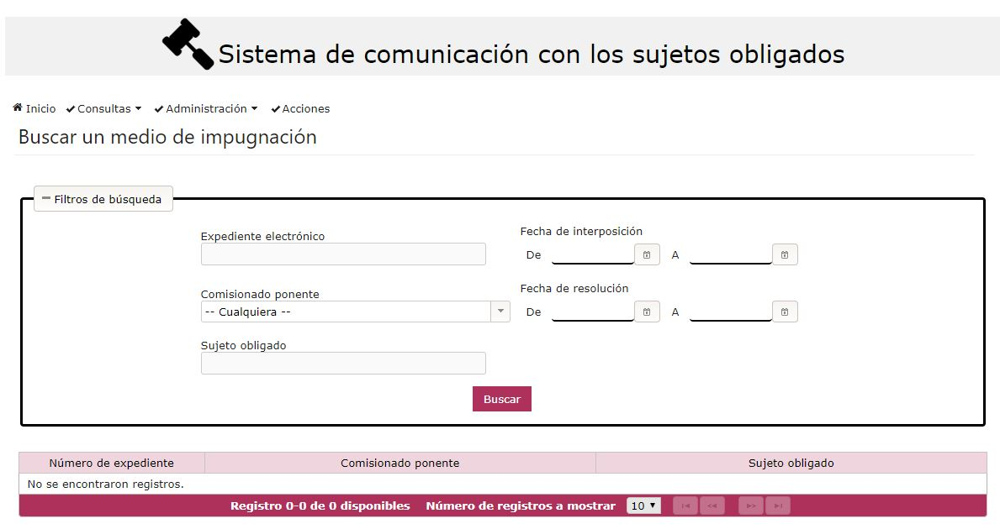 Sistema de comunicación con los sujetos obligados
Inicio Consultas Administración Acciones
Buscar un medio de impugnación
Filtros de búsqueda
Expediente electrónico
Fecha de interposición
De A
Comisionado ponente
-- Cualquiera --
Fecha de resolución
De A
Sujeto obligado
Buscar
Número de expediente Comisionado ponente Sujeto obligado
No se encontraron registros.
Registro 0-0 de 0 disponibles Número de registros a mostrar 10